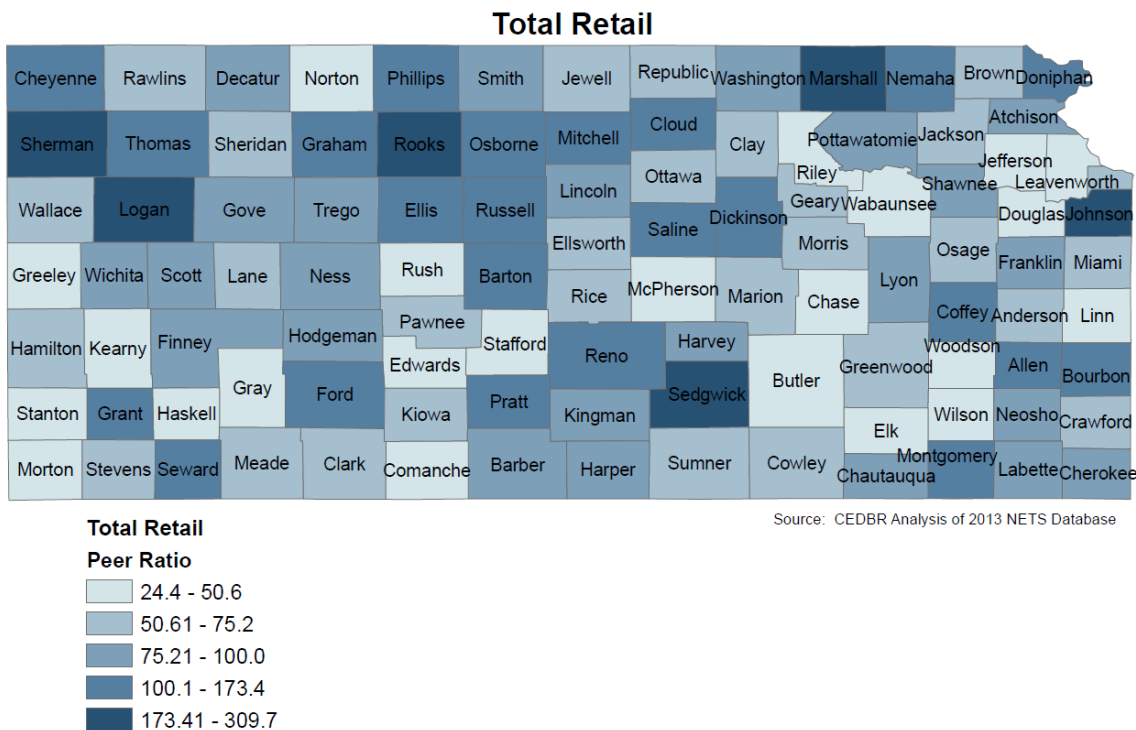 Total Retail
Cheyenne
Rawlins
Decatur
Norton
Phillips
Smith
Jewell
Republic
Washington
Marshall
Nemaha
Brown
Doniphan
Sherman
Thomas
Sheridan
Graham
Rooks
Osborne
Mitchell
Cloud
Clay
Riley
Pottawatomie
Jackson
Atchison
Jefferson
Leavenworth
Wallace
Logan
Gove
Trego
Ellis
Russell
Lincoln
Ottawa
Saline
Dickinson
Geary
Wabaunsee
Shawnee
Douglas
Johnson
Greeley
Wichita
Scott
Lane
Ness
Rush
Barton
Ellsworth
Rice
McPherson
Marion
Morris
Chase
Lyon
Osage
Franklin
Miami
Hamilton
Kearny
Finney
Hodgeman
Pawnee
Edwards
Stafford
Reno
Harvey
Sedgwick
Butler
Greenwood
Coffey
Woodson
Anderson
Linn
Allen
Bourbon
Stanton
Grant
Haskell
Gray
Ford
Kiowa
Pratt
Kingman
Elk
Wilson
Neosho
Crawford
Morton
Stevens
Seward
Meade
Clark
Comanche
Barber
Harper
Sumner
Cowley
Chautauqua
Montgomery
Labette
Cherokee
Source: CEDBR Analysis of 2013 NETS Database
Total Retail
Peer Ratio
24.4 - 50.6
50.61 - 75.2
75.21 - 100.0
100.1 - 173.4
173.41 - 309.7